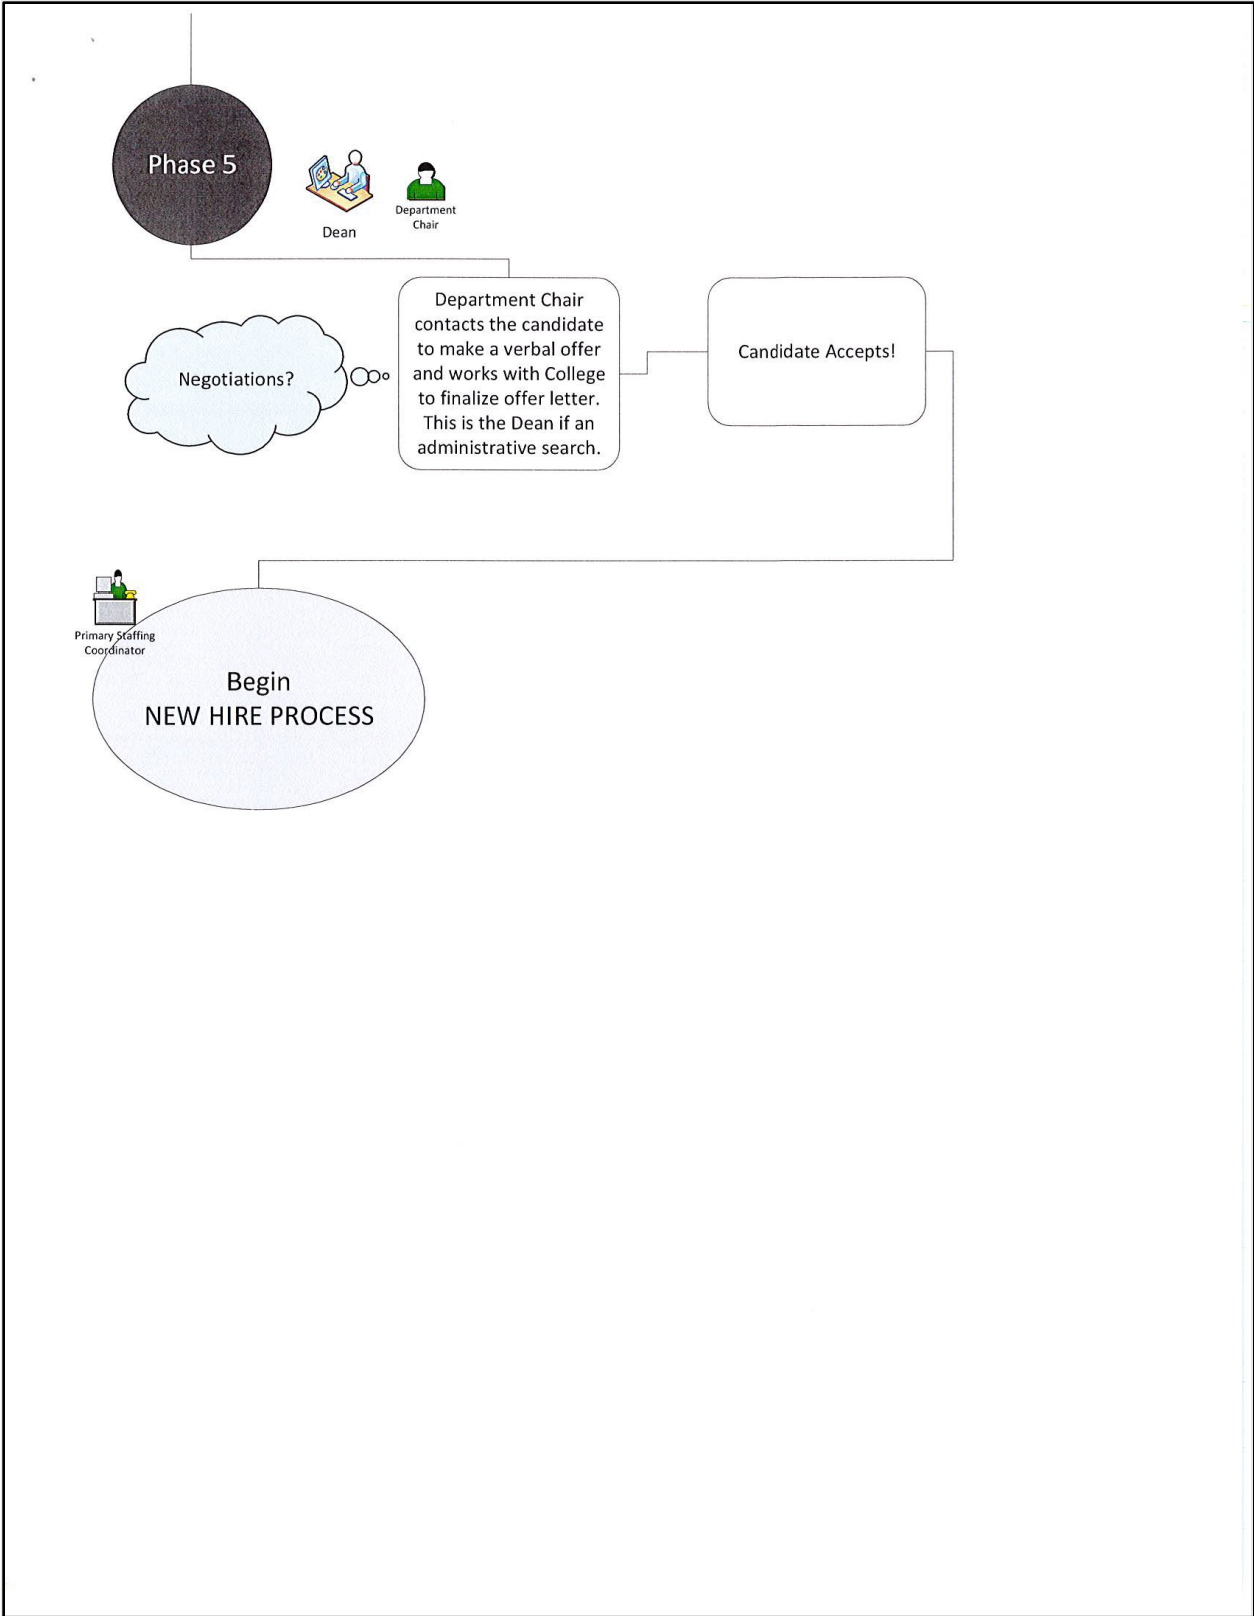 Phase 5
Dean
Department
Chair
Negotiations?
Department Chair
contacts the candidate
to make a verbal offer
and works with College
to finalize offer letter.
This is the Dean if an
administrative search.
Candidate Accepts!
Primary Staffing
Coordinator
Begin
NEW HIRE PROCESS